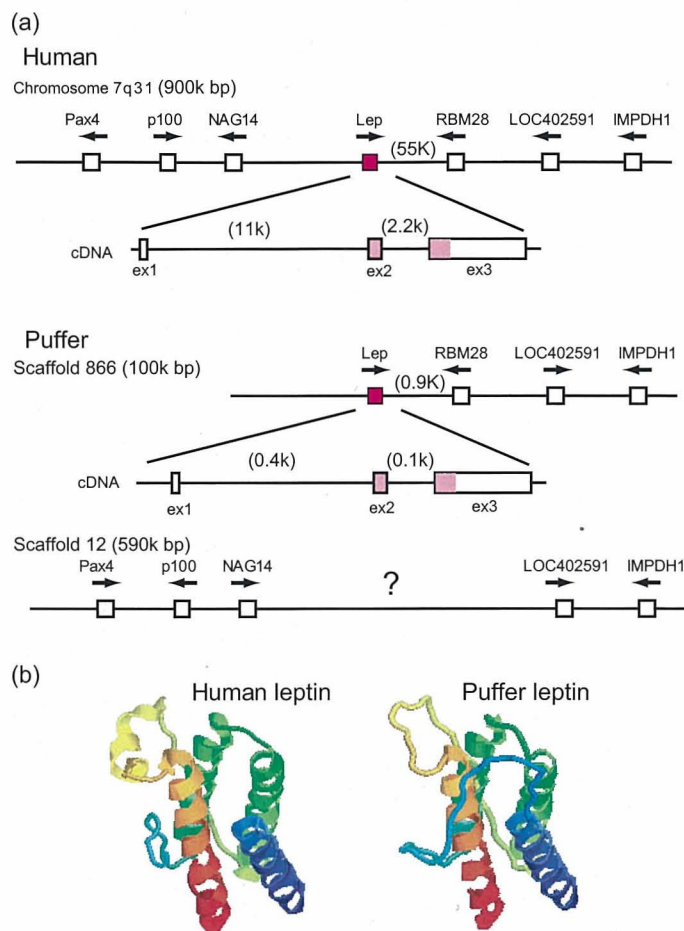 (a)
Human
Chromosome 7q31 (900k bp)
Pax4 p100 NAG14 Lep (55K) RBM28 LOC402591 IMPDH1
(11k) (2.2k)
cDNA
ex1 ex2 ex3
Puffer
Scaffold 866 (100k bp)
Lep (0.9K) RBM28 LOC402591 IMPDH1
(0.4k) (0.1k)
cDNA
ex1 ex2 ex3
Scaffold 12 (590k bp)
Pax4 p100 NAG14 ? LOC402591 IMPDH1
(b)
Human leptin Puffer leptin